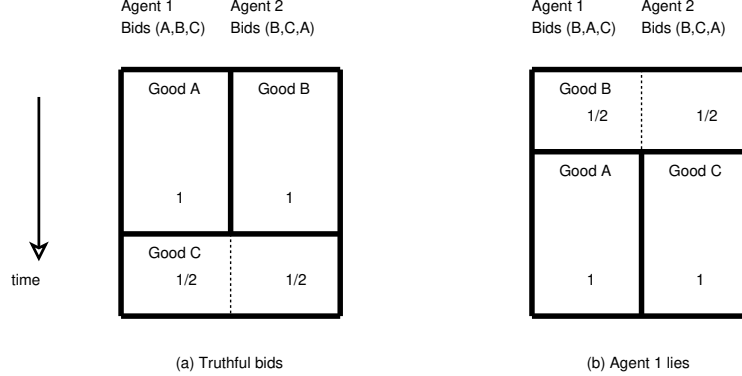 Agent 1 Agent 2
Bids (A,B,C) Bids (B,C,A)
Good A Good B
1 1
Good C
1/2 1/2
time
(a) Truthful bids
Agent 1 Agent 2
Bids (B,A,C) Bids (B,C,A)
Good B
1/2 1/2
Good A Good C
1 1
(b) Agent 1 lies